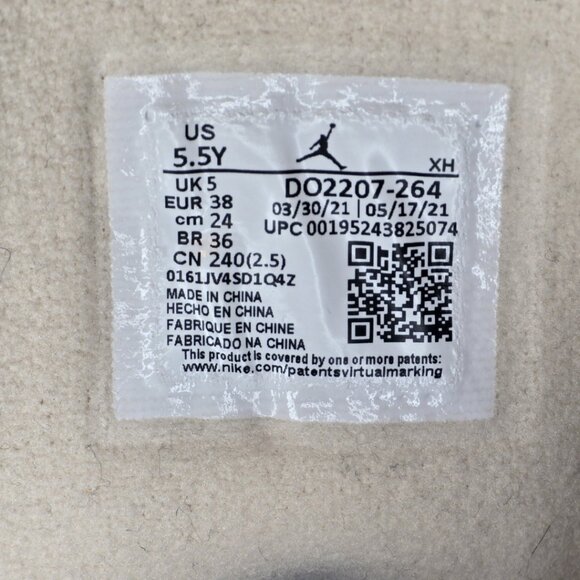 US
5.5Y XH
UK 5 DO2207-264
EUR 38 03/30/21 | 05/17/21
cm 24 UPC 00195243825074
BR 36
CN 240(2.5)
0161JV4SD1Q4Z
MADE IN CHINA
HECHO EN CHINA
FABRIQUE EN CHINE
FABRICADO NA CHINA
This product is covered by one or more patents:
www.nike.com/patentsvirtualmarking